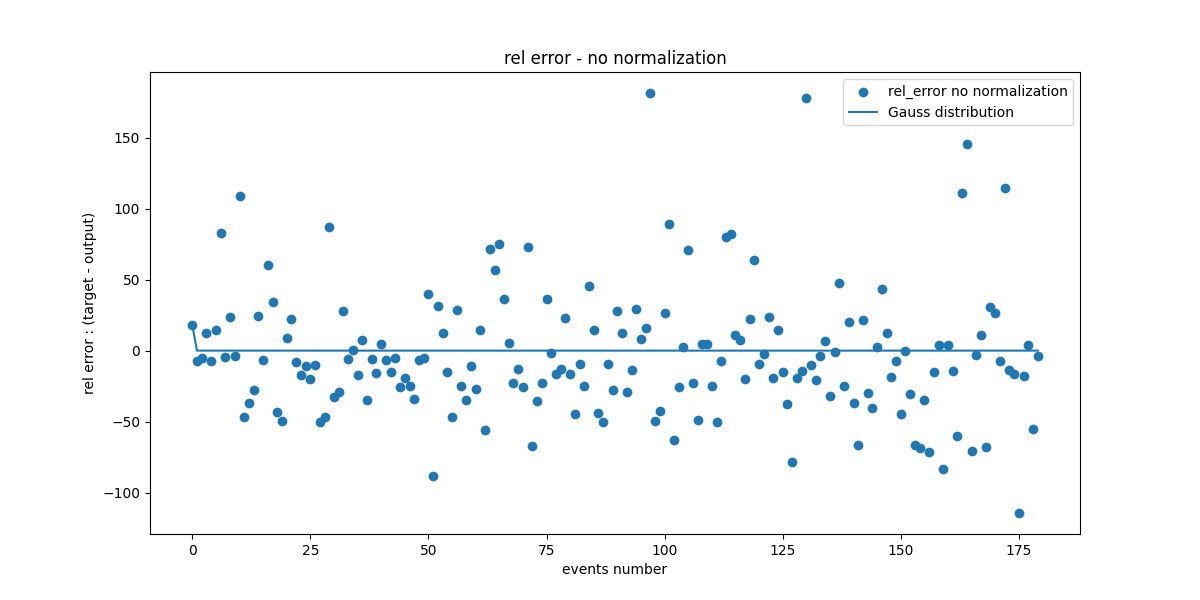 rel error - no normalization
rel_error no normalization
Gauss distribution
rel error : (target - output)
150
100
50
0
−50
−100
0
25
50
75
100
125
150
175
events number